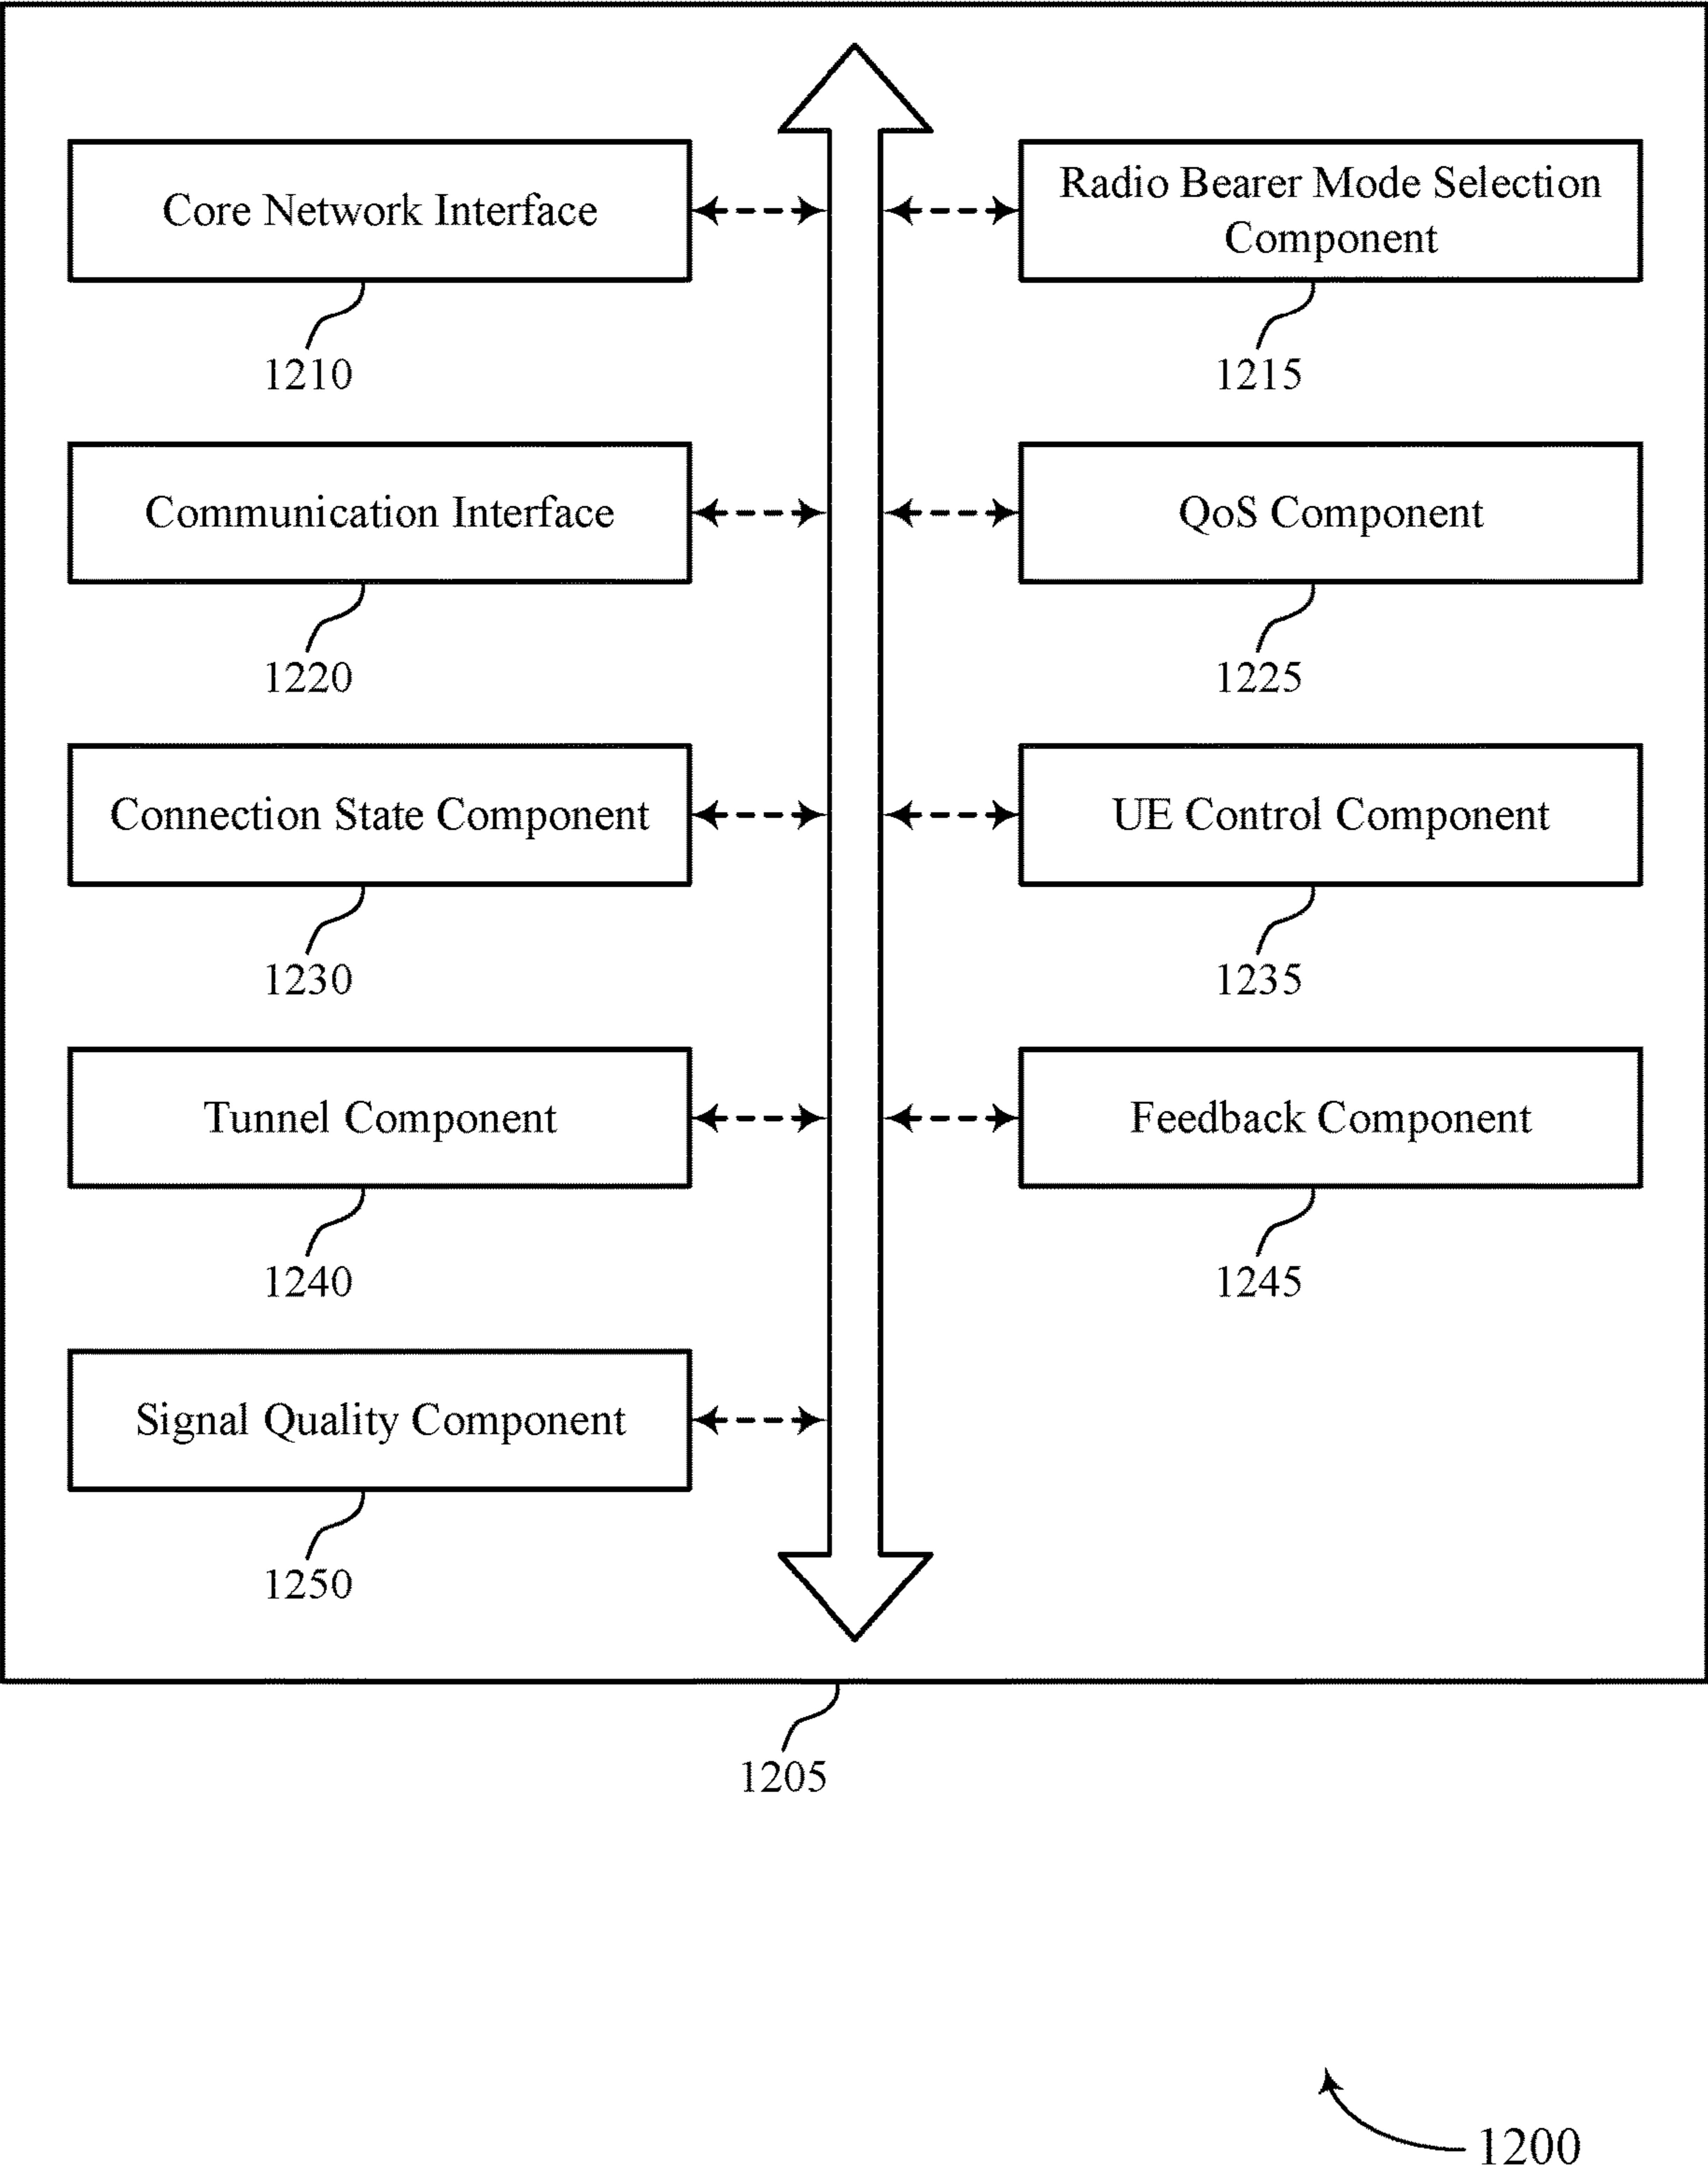 Core Network Interface
1210
Radio Bearer Mode Selection
Component
1215
Communication Interface
1220
QoS Component
1225
Connection State Component
1230
UE Control Component
1235
Tunnel Component
1240
Feedback Component
1245
Signal Quality Component
1250
1205
1200